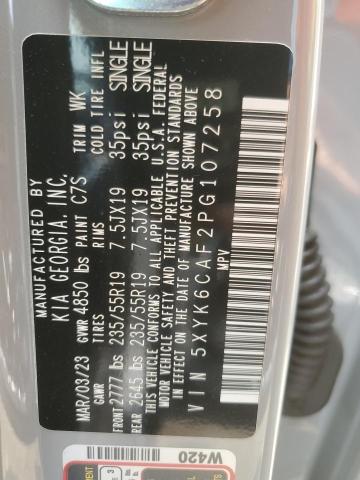 MANUFACTURED BY
KIA GEORGIA, INC.
MAR/03/23 GVWR 4850 lbs PAINT C7S TRIM WK
GAWR TIRES RIMS COLD TIRE INFL
FRONT 2777 lbs 235/55R19 7.5JX19 35psi SINGLE
REAR 2645 lbs 235/55R19 7.5JX19 35psi SINGLE
THIS VEHICLE CONFORMS TO ALL APPLICABLE U.S.A. FEDERAL
MOTOR VEHICLE SAFETY AND THEFT PREVENTION STANDARDS
IN EFFECT ON THE DATE OF MANUFACTURE SHOWN ABOVE
VIN 5XYK6CAF2PG107258
MPV
W420